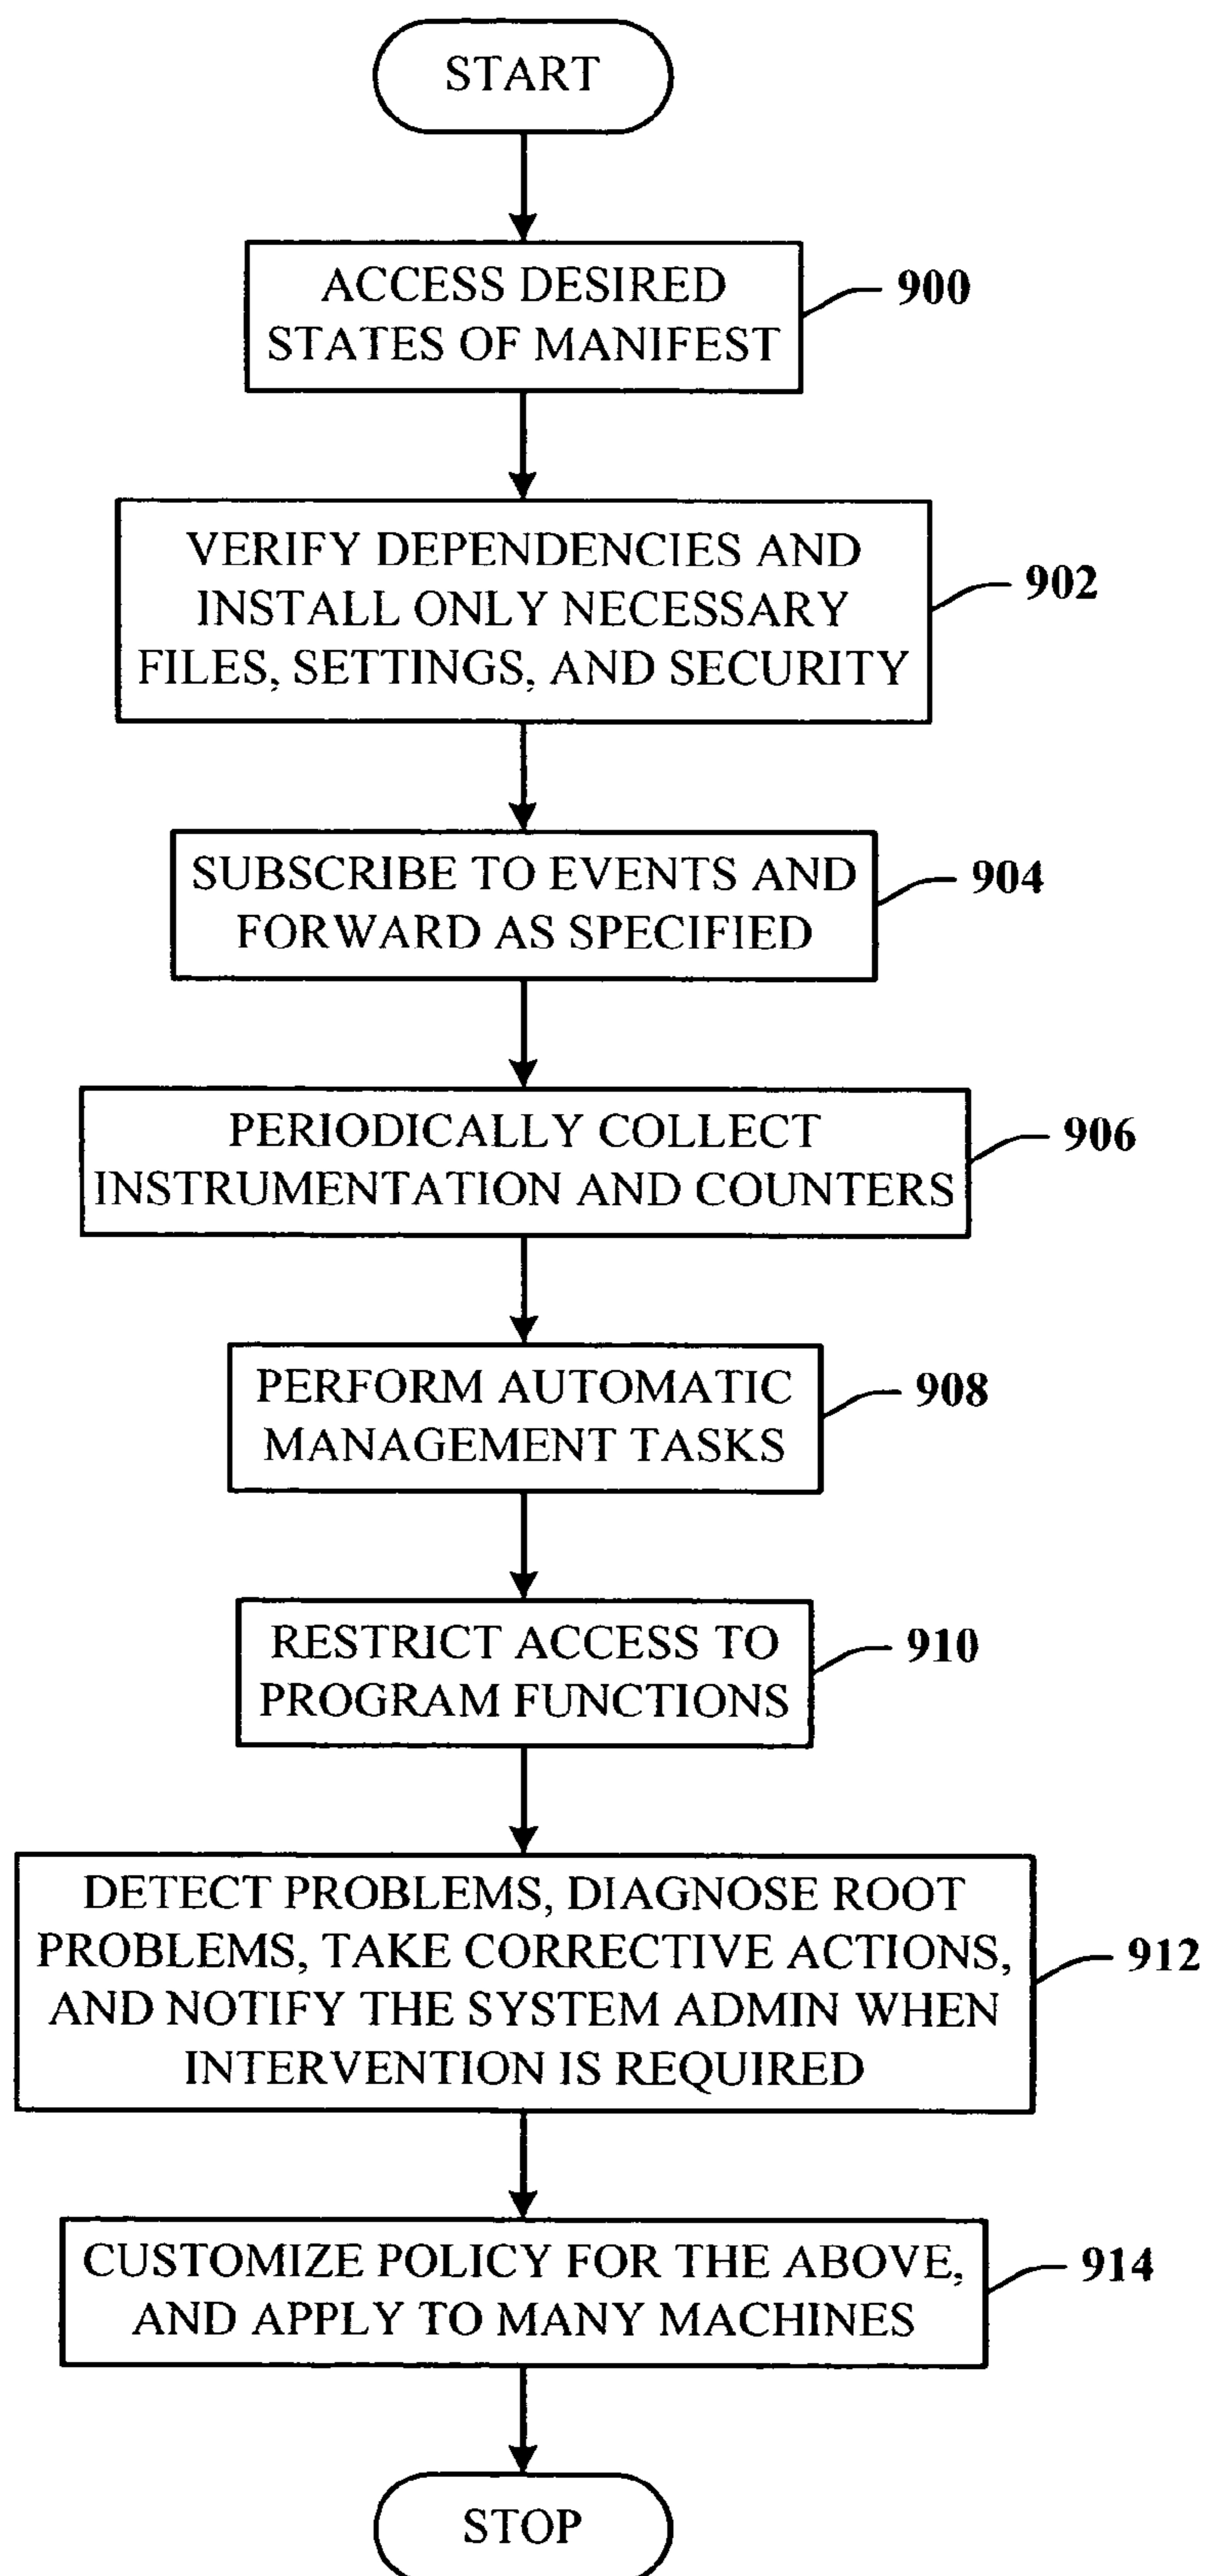 START
ACCESS DESIRED
STATES OF MANIFEST
900
VERIFY DEPENDENCIES AND
INSTALL ONLY NECESSARY
FILES, SETTINGS, AND SECURITY
902
SUBSCRIBE TO EVENTS AND
FORWARD AS SPECIFIED
904
PERIODICALLY COLLECT
INSTRUMENTATION AND COUNTERS
906
PERFORM AUTOMATIC
MANAGEMENT TASKS
908
RESTRICT ACCESS TO
PROGRAM FUNCTIONS
910
DETECT PROBLEMS, DIAGNOSE ROOT
PROBLEMS, TAKE CORRECTIVE ACTIONS,
AND NOTIFY THE SYSTEM ADMIN WHEN
INTERVENTION IS REQUIRED
912
CUSTOMIZE POLICY FOR THE ABOVE,
AND APPLY TO MANY MACHINES
914
STOP